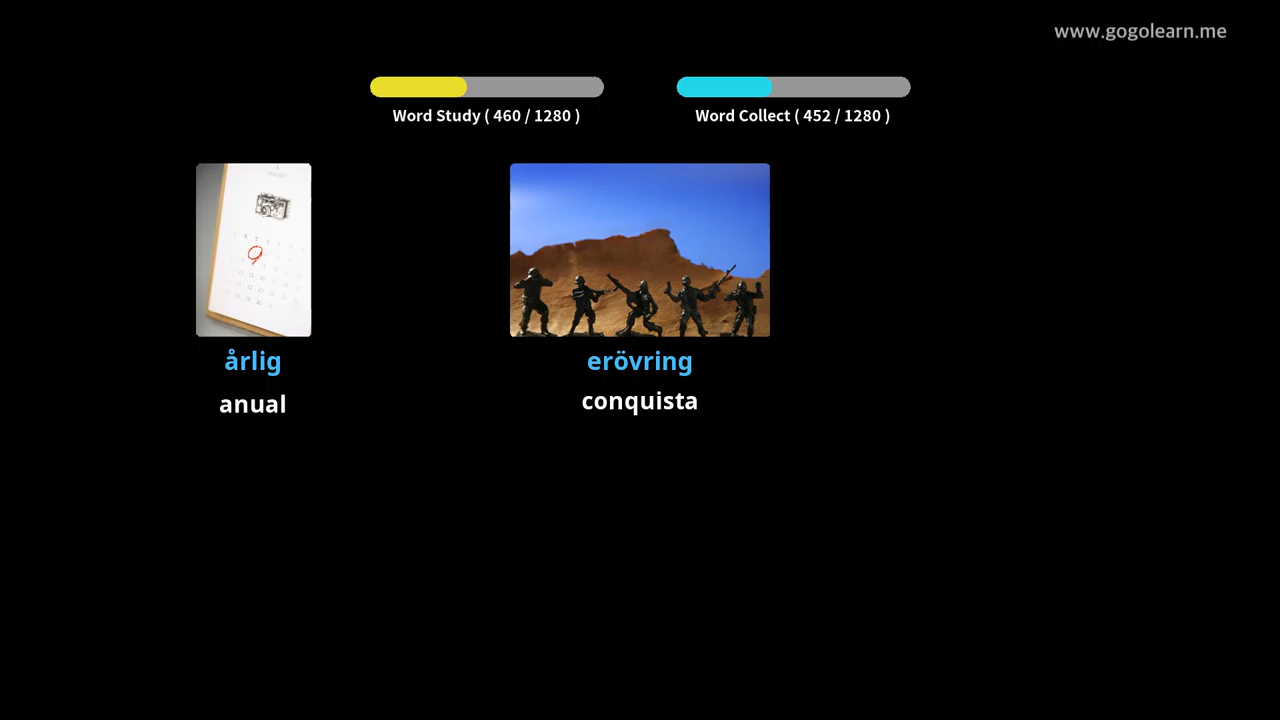 www.gogolearn.me
Word Study ( 460 / 1280 )
Word Collect ( 452 / 1280 )
årlig
erövring
anual
conquista